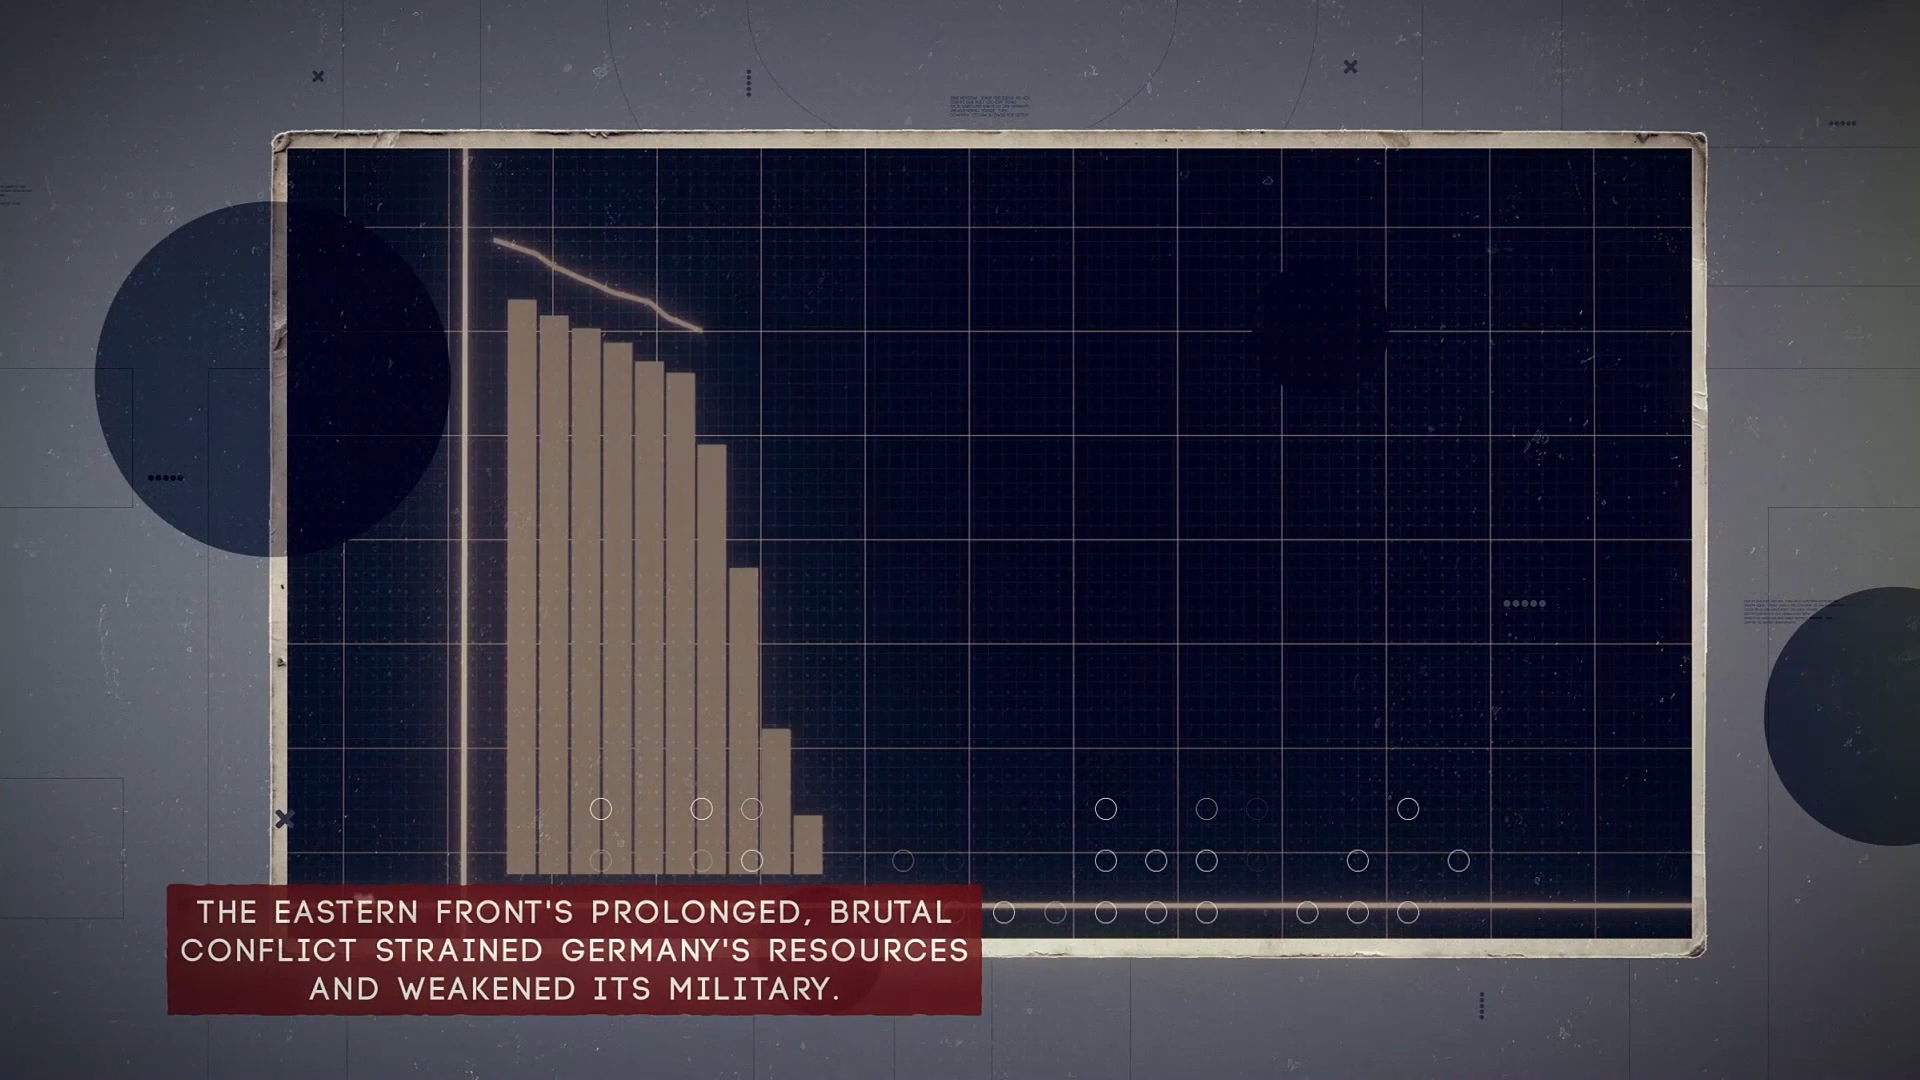 THE EASTERN FRONT'S PROLONGED, BRUTAL
CONFLICT STRAINED GERMANY'S RESOURCES
AND WEAKENED ITS MILITARY.